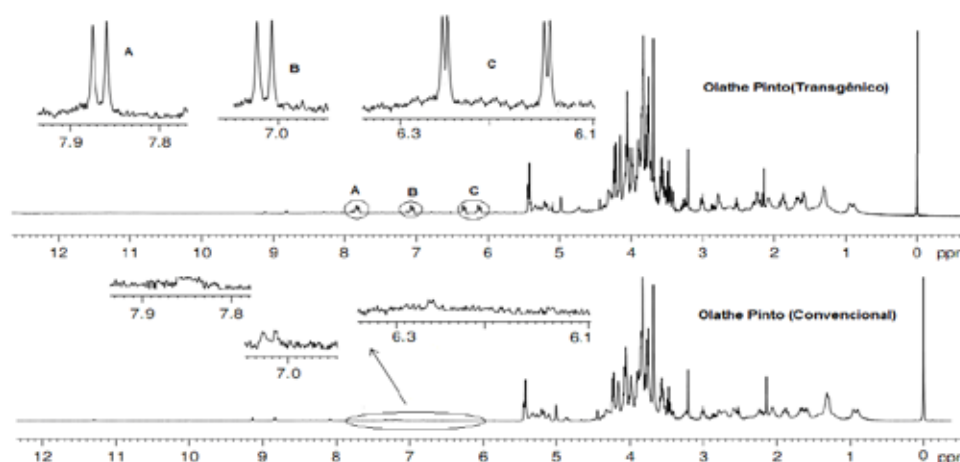 A
B
C
Olathe Pinto(Transgênico)
7.9 7.8
7.0
6.3 6.1
A
B
C
12 11 10 9 8 7 6 5 4 3 2 1 0 ppm
7.9 7.8
7.0
6.3 6.1
Olathe Pinto (Convencional)
12 11 10 9 8 7 6 5 4 3 2 1 0 ppm